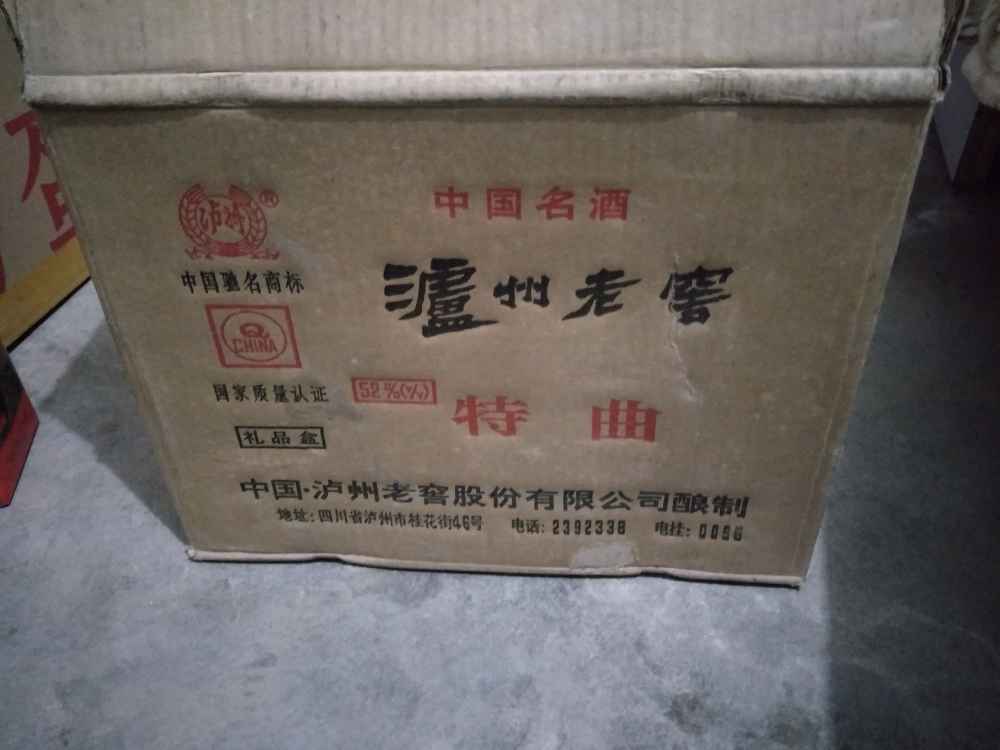 泸州
®
中国名酒
中国驰名商标
瀘州老窖
Q
CHINA
国家质量认证
52%(V/V)
特曲
礼品盒
中国·泸州老窖股份有限公司酿制
地址:四川省泸州市桂花街46号 电话:2392338 电挂: